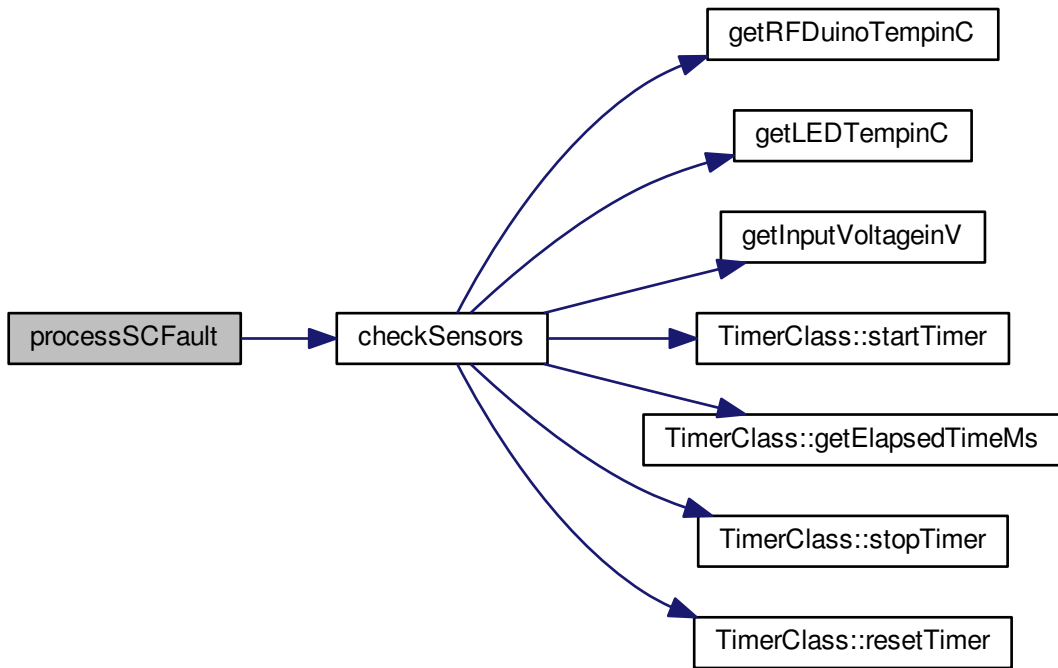 processSCFault
checkSensors
getRFDuinoTempinC
getLEDTempinC
getInputVoltageinV
TimerClass::startTimer
TimerClass::getElapsedTimeMs
TimerClass::stopTimer
TimerClass::resetTimer